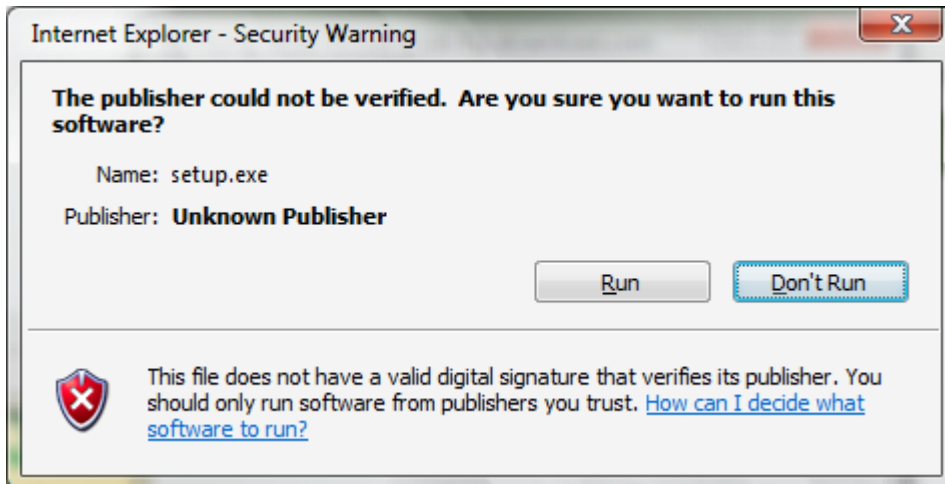 Internet Explorer - Security Warning
The publisher could not be verified.  Are you sure you want to run this
software?
Name: setup.exe
Publisher: Unknown Publisher
Run
Don't Run
This file does not have a valid digital signature that verifies its publisher. You
should only run software from publishers you trust. How can I decide what
software to run?